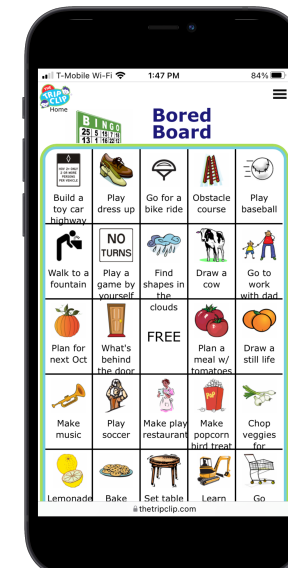 T-Mobile Wi-Fi
1:47 PM
84%
THE
TRIP
CLIP
Home
BINGO
Bored
Board
Build a
toy car
highway
Play
dress up
Go for a
bike ride
Obstacle
course
Play
baseball
NO
TURNS
Walk to a
fountain
Play a
game by
yourself
Find
shapes in
the
clouds
Draw a
cow
Go to
work
with dad
Plan for
next Oct
What's
behind
the door
FREE
Plan a
meal w/
tomatoes
Draw a
still life
Make
music
Play
soccer
Make play
restaurant
Make
popcorn
bird treat
Chop
veggies
for
Lemonade
Bake
Set table
Learn
Go
thetripclip.com